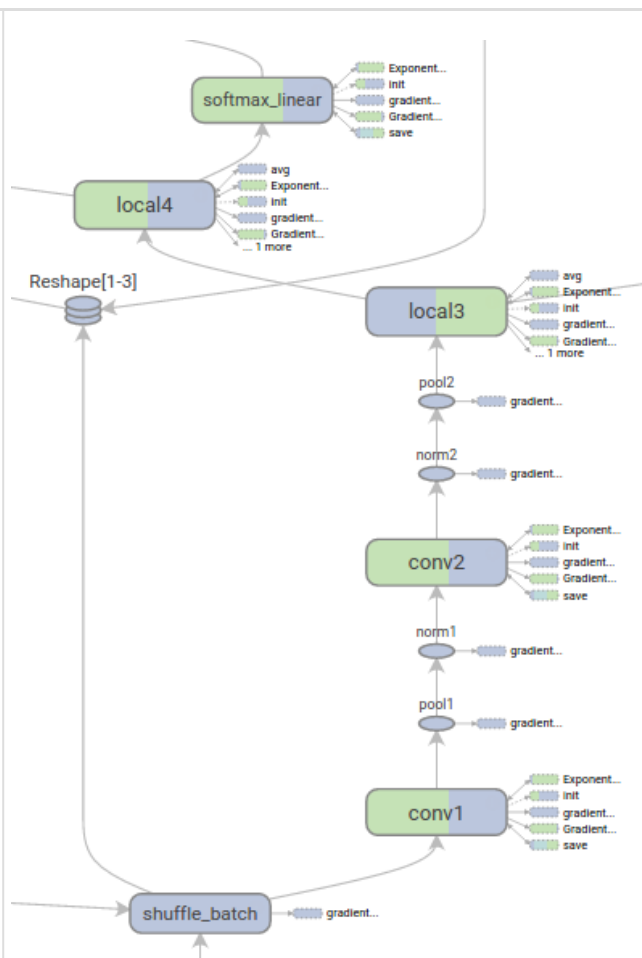 Exponent...
init
softmax_linear
gradient...
Gradient...
save
avg
Exponent...
local4
init
gradient...
Gradient...
... 1 more
Reshape[1-3]
avg
Exponent...
local3
init
gradient...
Gradient...
... 1 more
pool2
gradient...
norm2
gradient...
Exponent...
init
conv2
gradient...
Gradient...
save
norm1
gradient...
pool1
gradient...
Exponent...
init
conv1
gradient...
Gradient...
save
shuffle_batch
gradient...